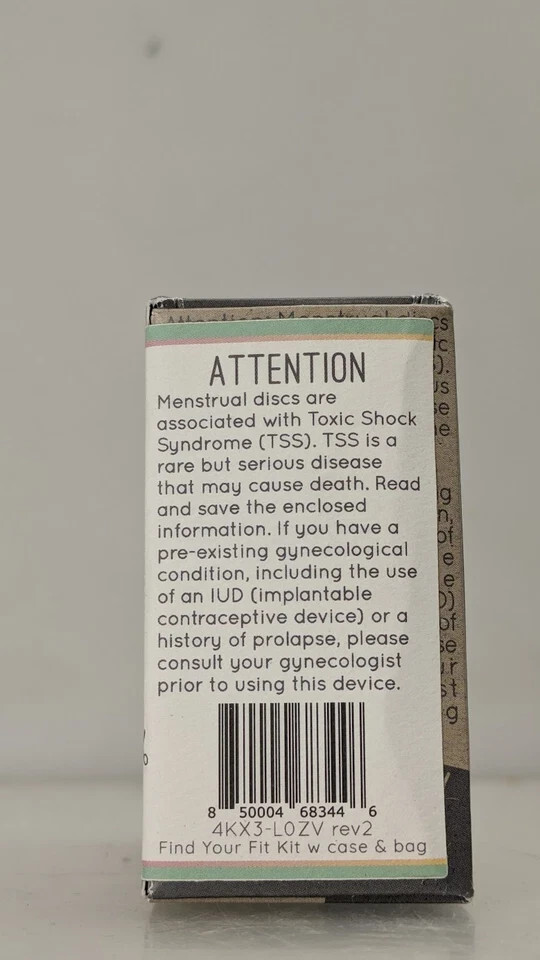 ATTENTION
Menstrual discs are
associated with Toxic Shock
Syndrome (TSS). TSS is a
rare but serious disease
that may cause death. Read
and save the enclosed
information. If you have a
pre-existing gynecological
condition, including the use
of an IUD (implantable
contraceptive device) or a
history of prolapse, please
consult your gynecologist
prior to using this device.
8 50004 68344 6
4KX3-L0ZV rev2
Find Your Fit Kit w case & bag